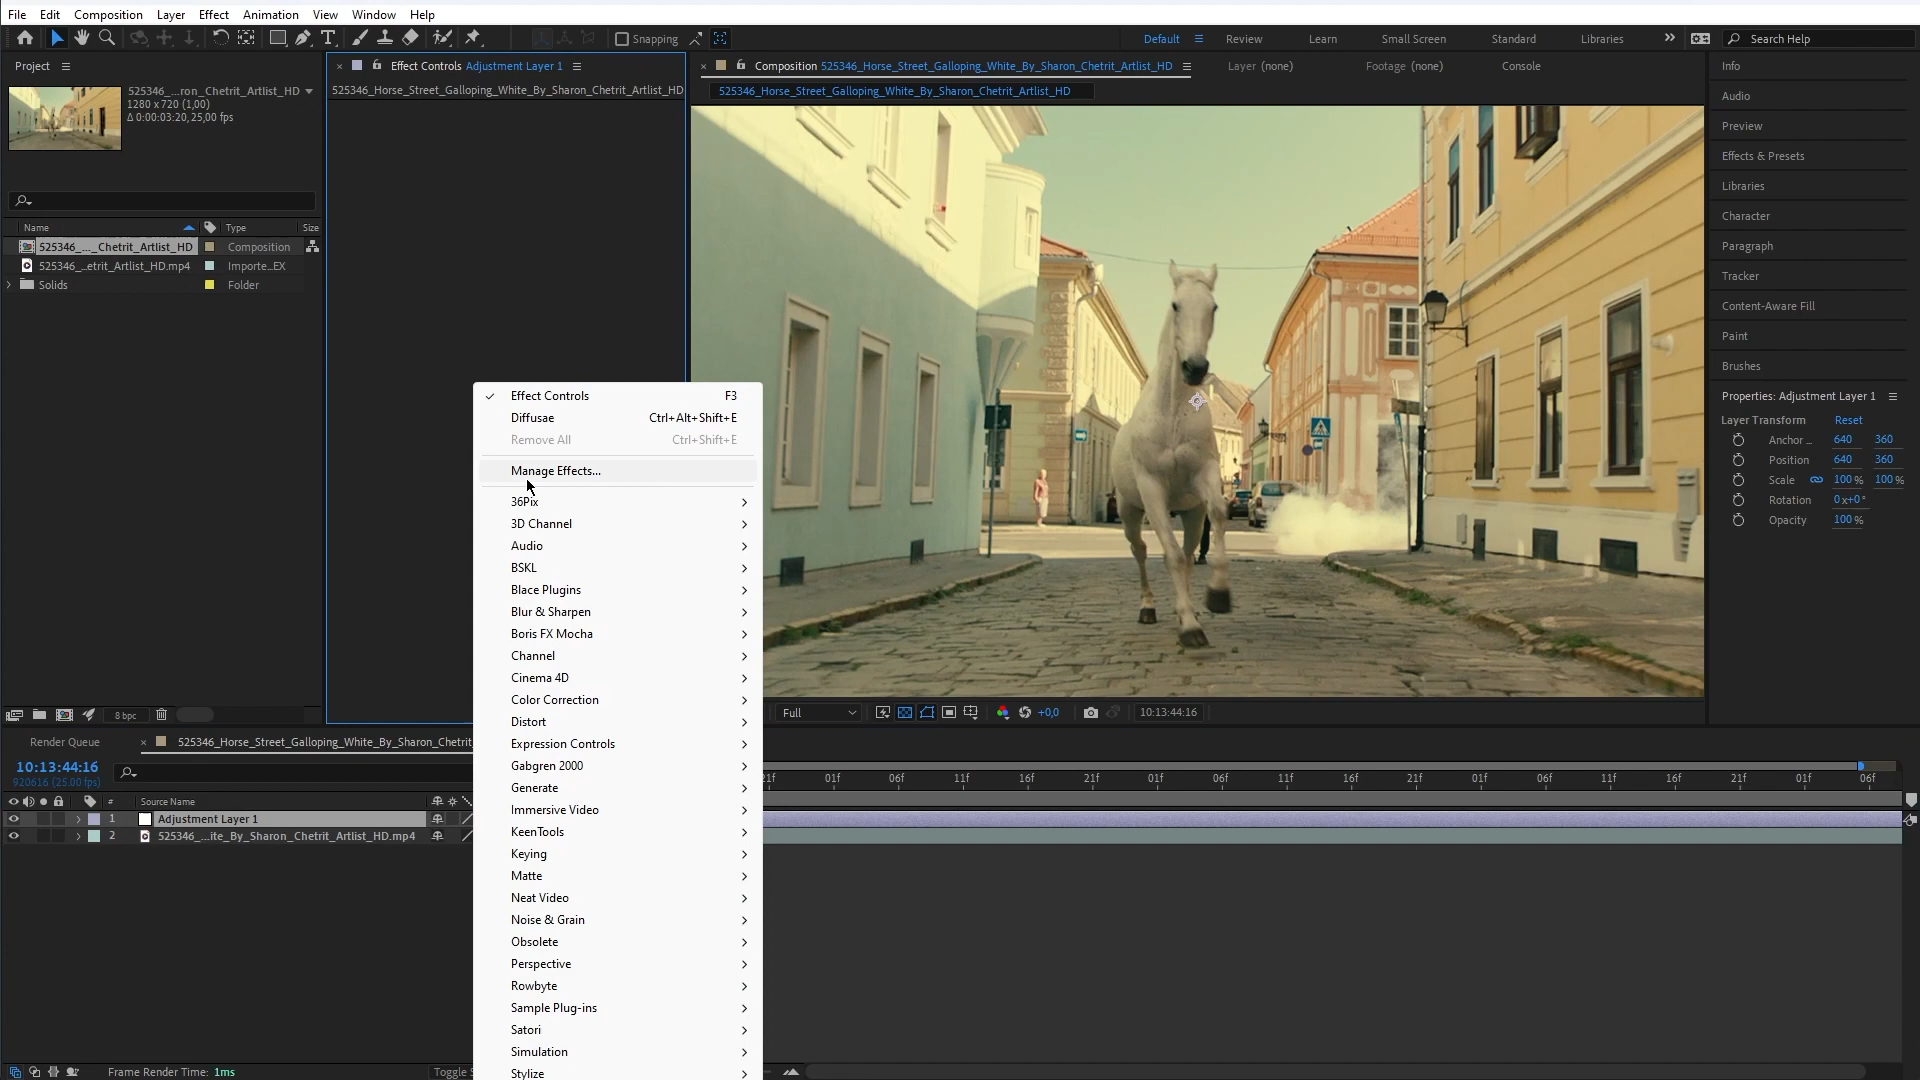 File Edit Composition Layer Effect Animation View Window Help
Snapping
Default Review Learn Small Screen Standard Libraries Search Help
Project
525346_...ron_Chetrit_Artlist_HD
1280 x 720 (1,00)
Δ 0:00:03:20, 25,00 fps
Name Type Size
525346_..._Chetrit_Artlist_HD Composition
525346_...etrit_Artlist_HD.mp4 Importe...EX
Solids Folder
8 bpc
Effect Controls Adjustment Layer 1
525346_Horse_Street_Galloping_White_By_Sharon_Chetrit_Artlist_HD
Composition 525346_Horse_Street_Galloping_White_By_Sharon_Chetrit_Artlist_HD
Layer (none) Footage (none) Console
525346_Horse_Street_Galloping_White_By_Sharon_Chetrit_Artlist_HD
Full +0,0 10:13:44:16
Effect Controls F3
Diffusae Ctrl+Alt+Shift+E
Remove All Ctrl+Shift+E
Manage Effects...
36Pix
3D Channel
Audio
BSKL
Blace Plugins
Blur & Sharpen
Boris FX Mocha
Channel
Cinema 4D
Color Correction
Distort
Expression Controls
Gabgren 2000
Generate
Immersive Video
KeenTools
Keying
Matte
Neat Video
Noise & Grain
Obsolete
Perspective
Rowbyte
Sample Plug-ins
Satori
Simulation
Stylize
Info
Audio
Preview
Effects & Presets
Libraries
Character
Paragraph
Tracker
Content-Aware Fill
Paint
Brushes
Properties: Adjustment Layer 1
Layer Transform Reset
Anchor ... 640 360
Position 640 360
Scale 100 % 100 %
Rotation 0x+0°
Opacity 100 %
Render Queue 525346_Horse_Street_Galloping_White_By_Sharon_Chetrit
10:13:44:16
920616 (25.00 fps)
# Source Name
1 Adjustment Layer 1
2 525346_...ite_By_Sharon_Chetrit_Artlist_HD.mp4
21f 01f 06f 11f 16f 21f 01f 06f 11f 16f 21f 01f 06f 11f 16f 21f 01f 06f
Frame Render Time: 1ms
Toggle S